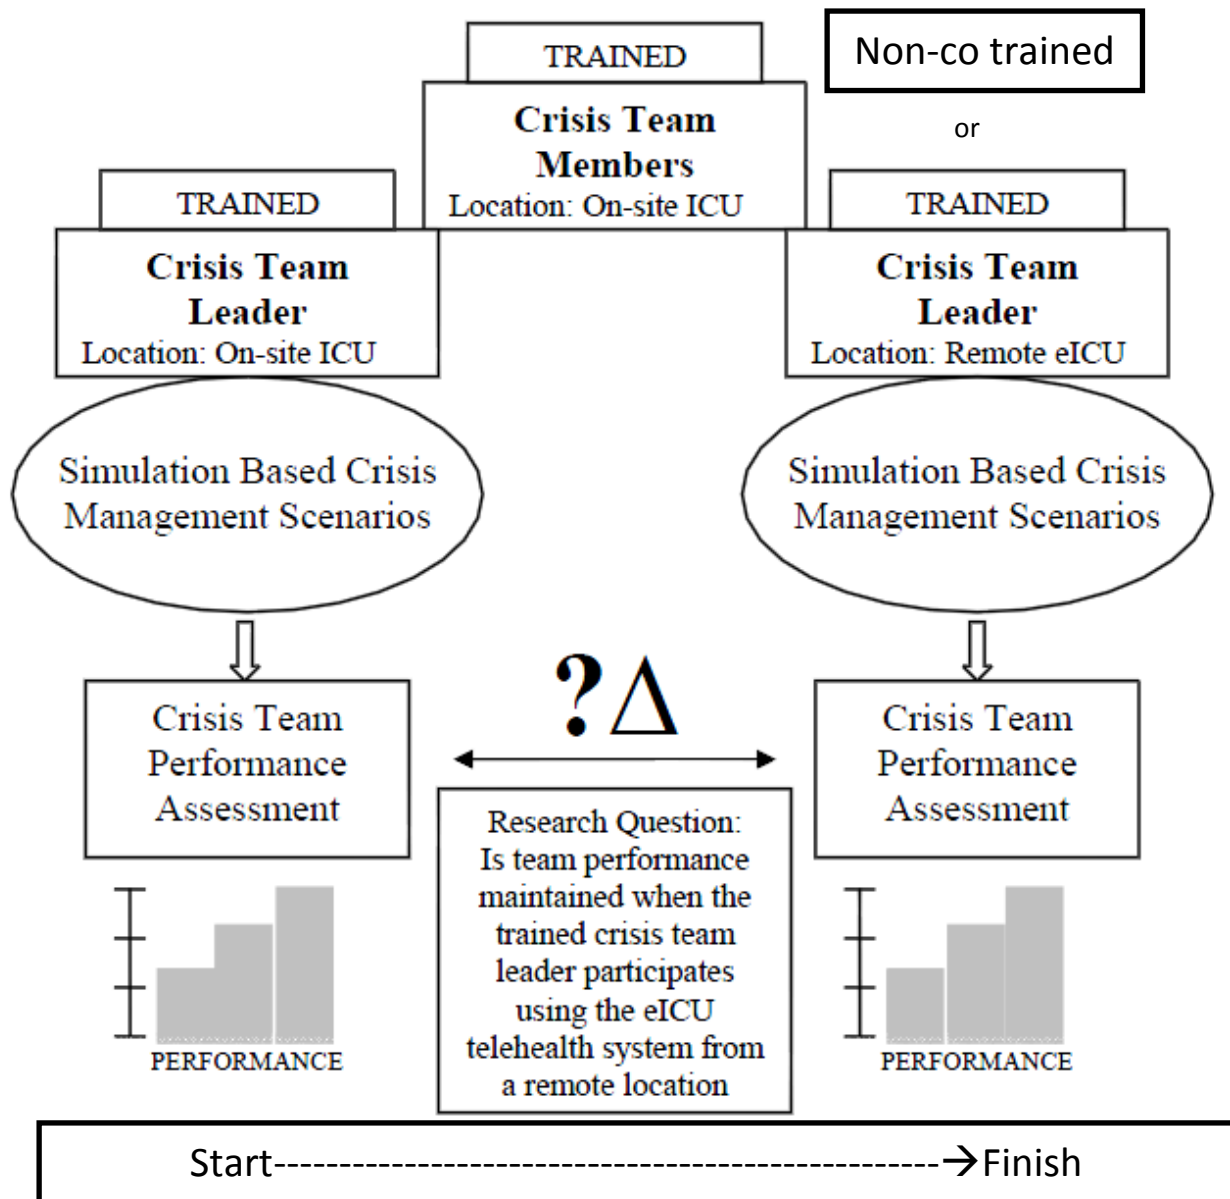 TRAINED
Crisis Team
Members
Location: On-site ICU
Non-co trained
or
TRAINED
Crisis Team
Leader
Location: On-site ICU
TRAINED
Crisis Team
Leader
Location: Remote eICU
Simulation Based Crisis
Management Scenarios
Simulation Based Crisis
Management Scenarios
Crisis Team
Performance
Assessment
?Δ
Crisis Team
Performance
Assessment
Research Question:
Is team performance
maintained when the
trained crisis team
leader participates
using the eICU
telehealth system from
a remote location
PERFORMANCE
PERFORMANCE
Start----------------------------------------------------→Finish